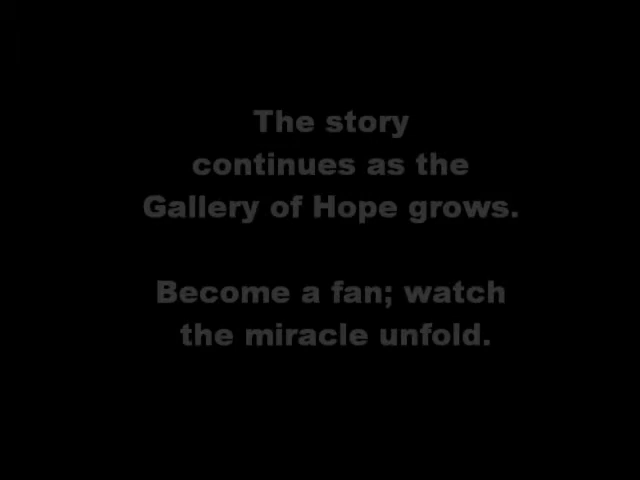 The story
continues as the
Gallery of Hope grows.
Become a fan; watch
the miracle unfold.